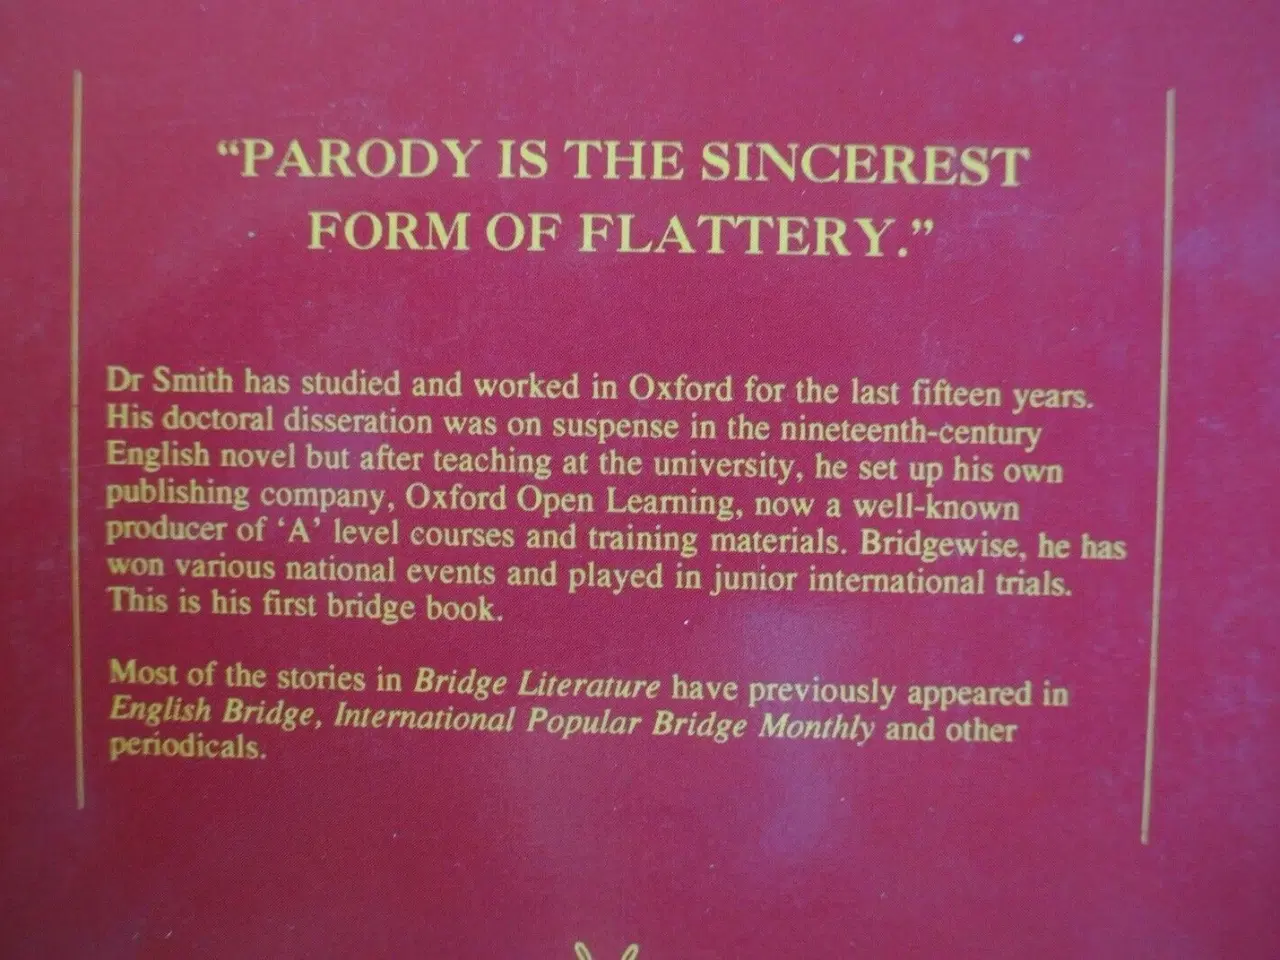 “PARODY IS THE SINCEREST
FORM OF FLATTERY.”
Dr Smith has studied and worked in Oxford for the last fifteen years.
His doctoral disseration was on suspense in the nineteenth-century
English novel but after teaching at the university, he set up his own
publishing company, Oxford Open Learning, now a well-known
producer of ‘A’ level courses and training materials. Bridgewise, he has
won various national events and played in junior international trials.
This is his first bridge book.
Most of the stories in Bridge Literature have previously appeared in
English Bridge, International Popular Bridge Monthly and other
periodicals.